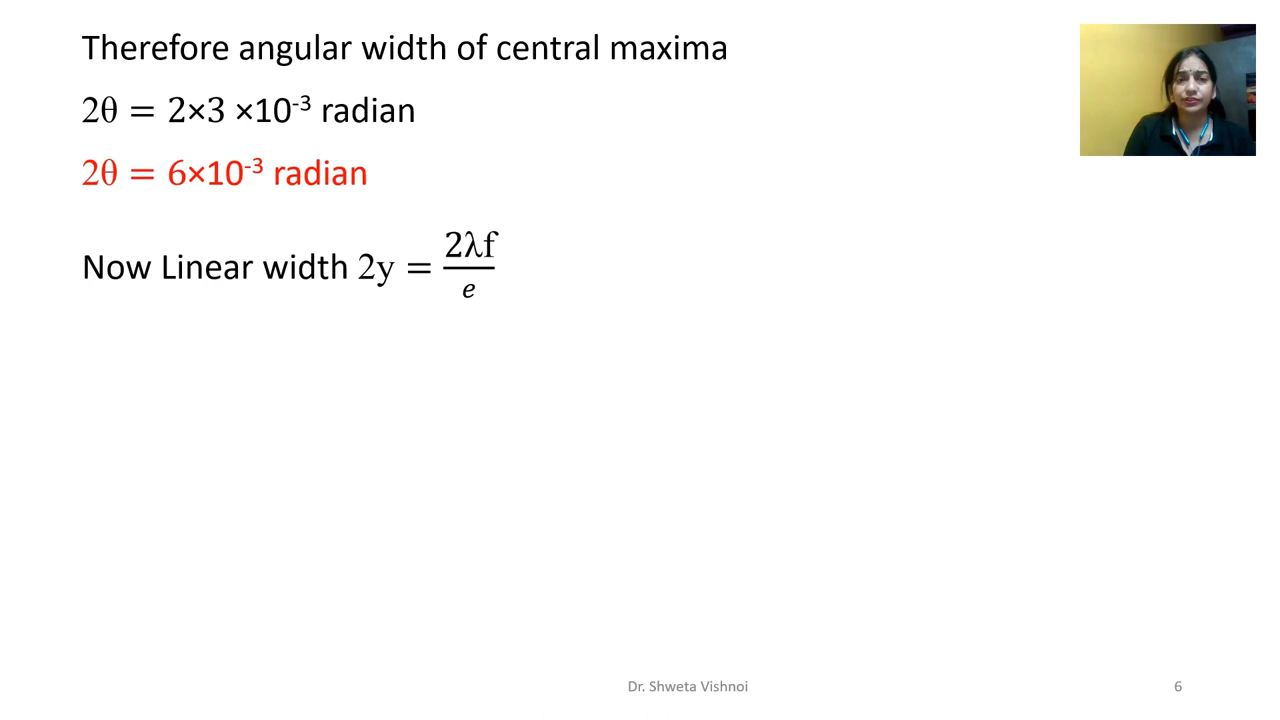 Therefore angular width of central maxima
2θ = 2×3 ×10⁻³ radian
2θ = 6×10⁻³ radian
Now Linear width 2y = 2λf/e
Dr. Shweta Vishnoi
6